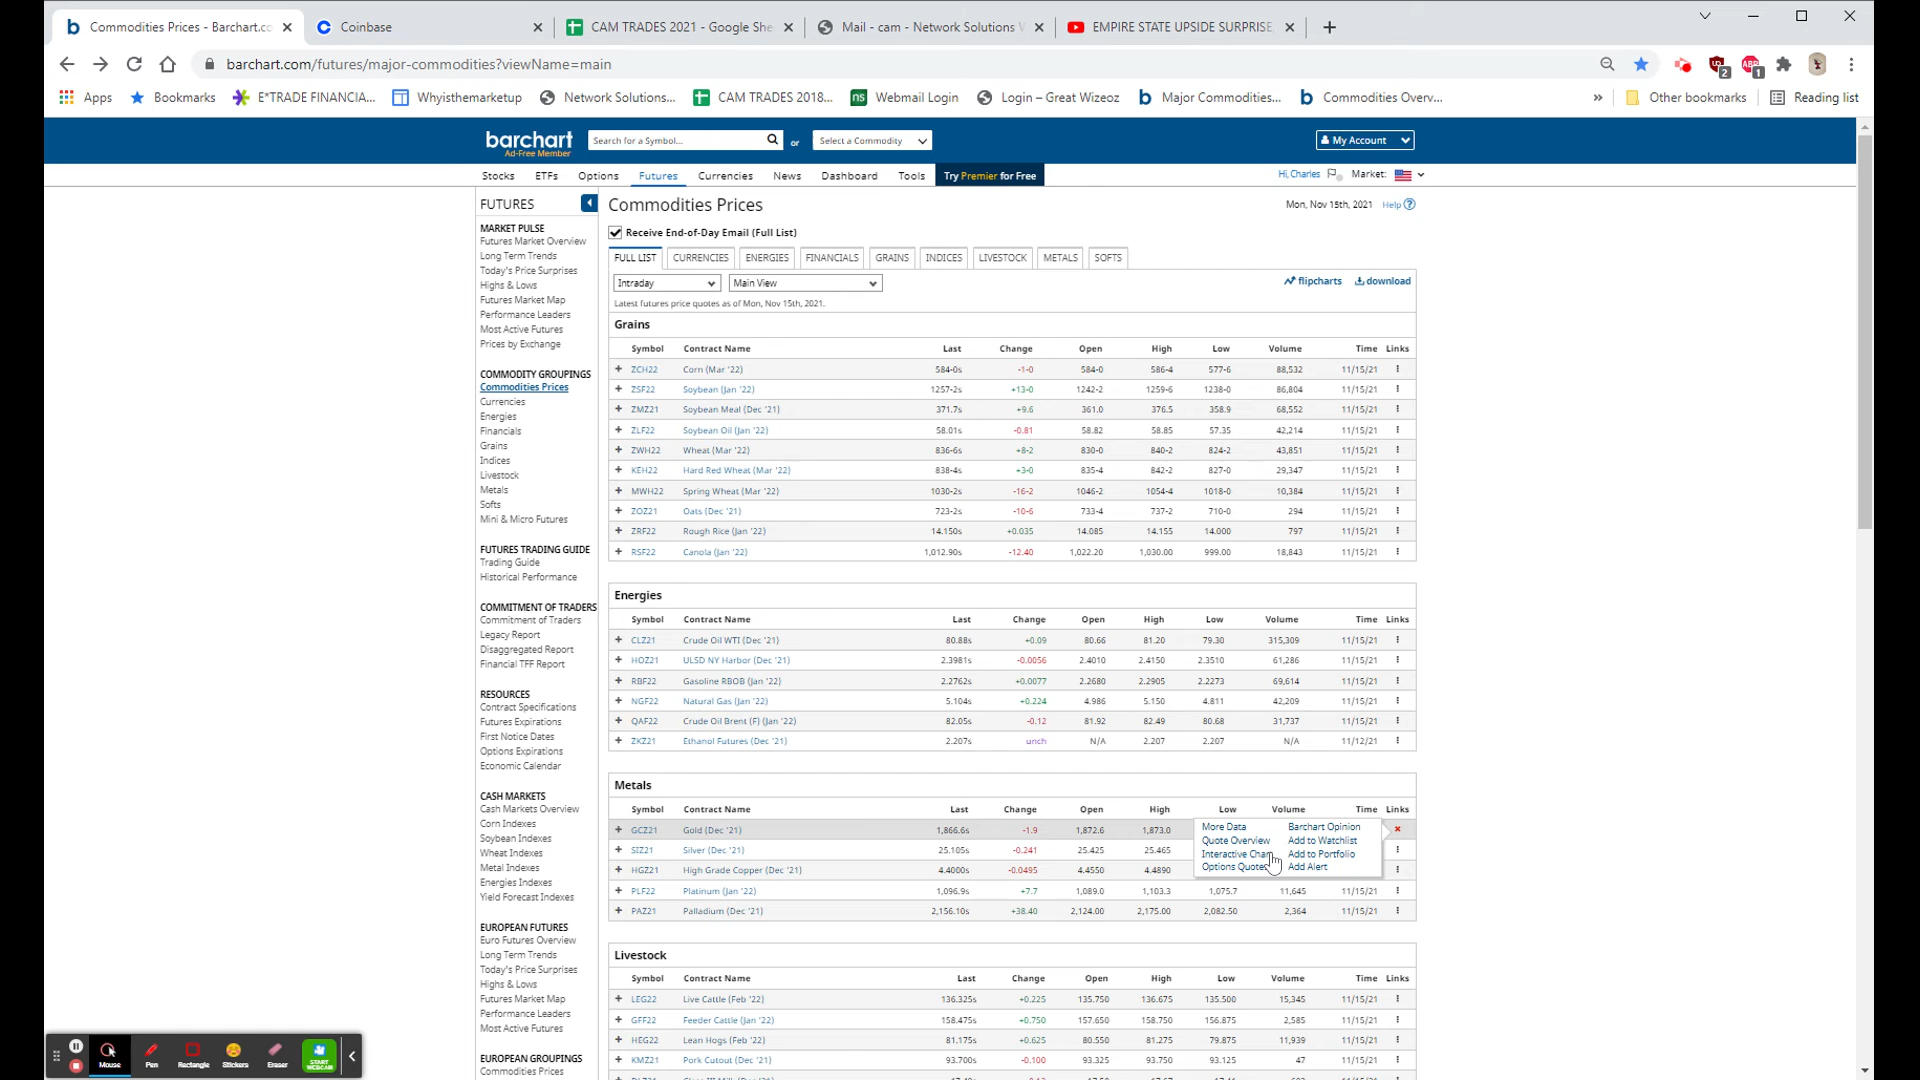 Commodities Prices - Barchart.co
Coinbase
CAM TRADES 2021 - Google She
Mail - cam - Network Solutions V
EMPIRE STATE UPSIDE SURPRISE
barchart.com/futures/major-commodities?viewName=main
2
1
Apps
Bookmarks
E*TRADE FINANCIA...
Whyisthemarketup
Network Solutions...
CAM TRADES 2018...
Webmail Login
Login – Great Wizeoz
Major Commodities...
Commodities Overv...
»
Other bookmarks
Reading list
barchart
Ad-Free Member
Search for a Symbol...
or
Select a Commodity
My Account
Stocks ETFs Options Futures Currencies News Dashboard Tools Try Premier for Free
Hi, Charles Market:
FUTURES
MARKET PULSE
Futures Market Overview
Long Term Trends
Today's Price Surprises
Highs & Lows
Futures Market Map
Performance Leaders
Most Active Futures
Prices by Exchange
COMMODITY GROUPINGS
Commodities Prices
Currencies
Energies
Financials
Grains
Indices
Livestock
Metals
Softs
Mini & Micro Futures
FUTURES TRADING GUIDE
Trading Guide
Historical Performance
COMMITMENT OF TRADERS
Commitment of Traders
Legacy Report
Disaggregated Report
Financial TFF Report
RESOURCES
Contract Specifications
Futures Expirations
First Notice Dates
Options Expirations
Economic Calendar
CASH MARKETS
Cash Markets Overview
Corn Indexes
Soybean Indexes
Wheat Indexes
Metal Indexes
Energies Indexes
Yield Forecast Indexes
EUROPEAN FUTURES
Euro Futures Overview
Long Term Trends
Today's Price Surprises
Highs & Lows
Futures Market Map
Performance Leaders
Most Active Futures
EUROPEAN GROUPINGS
Commodities Prices
Commodities Prices
Mon, Nov 15th, 2021 Help
Receive End-of-Day Email (Full List)
FULL LIST CURRENCIES ENERGIES FINANCIALS GRAINS INDICES LIVESTOCK METALS SOFTS
Intraday Main View flipcharts download
Latest futures price quotes as of Mon, Nov 15th, 2021.
Grains
Symbol Contract Name Last Change Open High Low Volume Time Links
ZCH22 Corn (Mar '22) 584-0s -1-0 584-0 586-4 577-6 88,532 11/15/21
ZSF22 Soybean (Jan '22) 1257-2s +13-0 1242-2 1259-6 1238-0 86,804 11/15/21
ZMZ21 Soybean Meal (Dec '21) 371.7s +9.6 361.0 376.5 358.9 68,552 11/15/21
ZLF22 Soybean Oil (Jan '22) 58.01s -0.81 58.82 58.85 57.35 42,214 11/15/21
ZWH22 Wheat (Mar '22) 836-6s +8-2 830-0 840-2 824-2 43,851 11/15/21
KEH22 Hard Red Wheat (Mar '22) 838-4s +3-0 835-4 842-2 827-0 29,347 11/15/21
MWH22 Spring Wheat (Mar '22) 1030-2s -16-2 1046-2 1054-4 1018-0 10,384 11/15/21
ZOZ21 Oats (Dec '21) 723-2s -10-6 733-4 737-2 710-0 294 11/15/21
ZRF22 Rough Rice (Jan '22) 14.150s +0.035 14.085 14.155 14.000 797 11/15/21
RSF22 Canola (Jan '22) 1,012.90s -12.40 1,022.20 1,030.00 999.00 18,843 11/15/21
Energies
Symbol Contract Name Last Change Open High Low Volume Time Links
CLZ21 Crude Oil WTI (Dec '21) 80.88s +0.09 80.66 81.20 79.30 315,309 11/15/21
HOZ21 ULSD NY Harbor (Dec '21) 2.3981s -0.0056 2.4010 2.4150 2.3510 61,286 11/15/21
RBF22 Gasoline RBOB (Jan '22) 2.2762s +0.0077 2.2680 2.2905 2.2273 69,614 11/15/21
NGF22 Natural Gas (Jan '22) 5.104s +0.224 4.986 5.150 4.811 42,209 11/15/21
QAF22 Crude Oil Brent (F) (Jan '22) 82.05s -0.12 81.92 82.49 80.68 31,737 11/15/21
ZKZ21 Ethanol Futures (Dec '21) 2.207s unch N/A 2.207 2.207 N/A 11/12/21
Metals
Symbol Contract Name Last Change Open High Low Volume Time Links
GCZ21 Gold (Dec '21) 1,866.6s -1.9 1,872.6 1,873.0
SIZ21 Silver (Dec '21) 25.105s -0.241 25.425 25.465
HGZ21 High Grade Copper (Dec '21) 4.4000s -0.0495 4.4550 4.4890
PLF22 Platinum (Jan '22) 1,096.9s +7.7 1,089.0 1,103.3 1,075.7 11,645 11/15/21
PAZ21 Palladium (Dec '21) 2,156.10s +38.40 2,124.00 2,175.00 2,082.50 2,364 11/15/21
More Data Barchart Opinion
Quote Overview Add to Watchlist
Interactive Chart Add to Portfolio
Options Quotes Add Alert
Livestock
Symbol Contract Name Last Change Open High Low Volume Time Links
LEG22 Live Cattle (Feb '22) 136.325s +0.225 135.750 136.675 135.500 15,345 11/15/21
GFF22 Feeder Cattle (Jan '22) 158.475s +0.750 157.650 158.750 156.875 2,585 11/15/21
HEG22 Lean Hogs (Feb '22) 81.175s +0.625 80.550 81.275 79.875 11,939 11/15/21
KMZ21 Pork Cutout (Dec '21) 93.700s -0.100 93.325 93.750 93.125 47 11/15/21
Mouse Pen Rectangle Stickers Eraser START WEBCAM